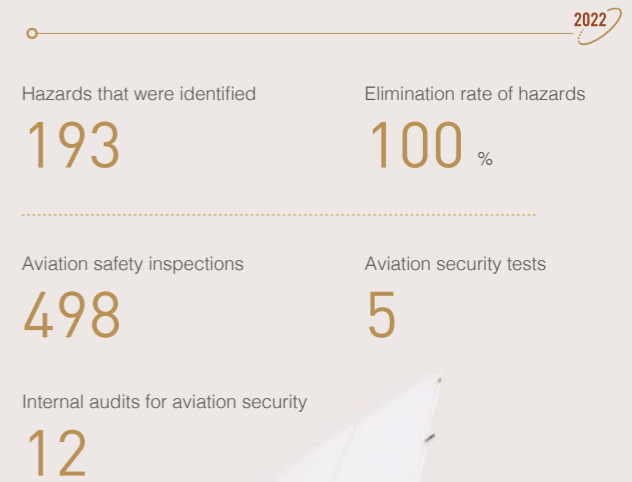 2022
Hazards that were identified
193
Elimination rate of hazards
100 %
Aviation safety inspections
498
Aviation security tests
5
Internal audits for aviation security
12